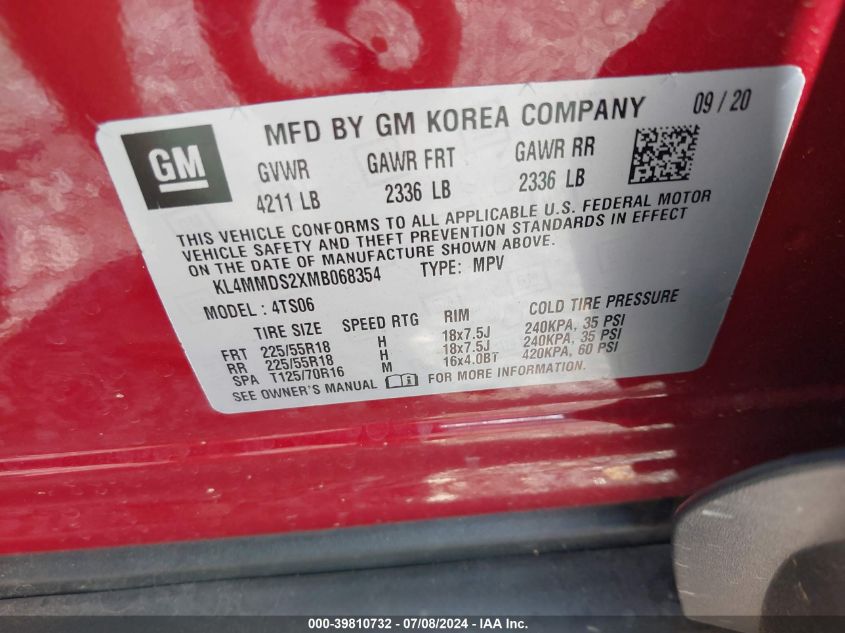 GM
MFD BY GM KOREA COMPANY 09 / 20
GVWR GAWR FRT GAWR RR
4211 LB 2336 LB 2336 LB
THIS VEHICLE CONFORMS TO ALL APPLICABLE U.S. FEDERAL MOTOR
VEHICLE SAFETY AND THEFT PREVENTION STANDARDS IN EFFECT
ON THE DATE OF MANUFACTURE SHOWN ABOVE.
KL4MMDS2XMB068354 TYPE: MPV
MODEL : 4TS06
TIRE SIZE SPEED RTG RIM COLD TIRE PRESSURE
FRT 225/55R18 H 18x7.5J 240KPA, 35 PSI
RR 225/55R18 H 18x7.5J 240KPA, 35 PSI
SPA T125/70R16 M 16x4.0BT 420KPA, 60 PSI
SEE OWNER'S MANUAL FOR MORE INFORMATION.
000-39810732 - 07/08/2024 - IAA Inc.